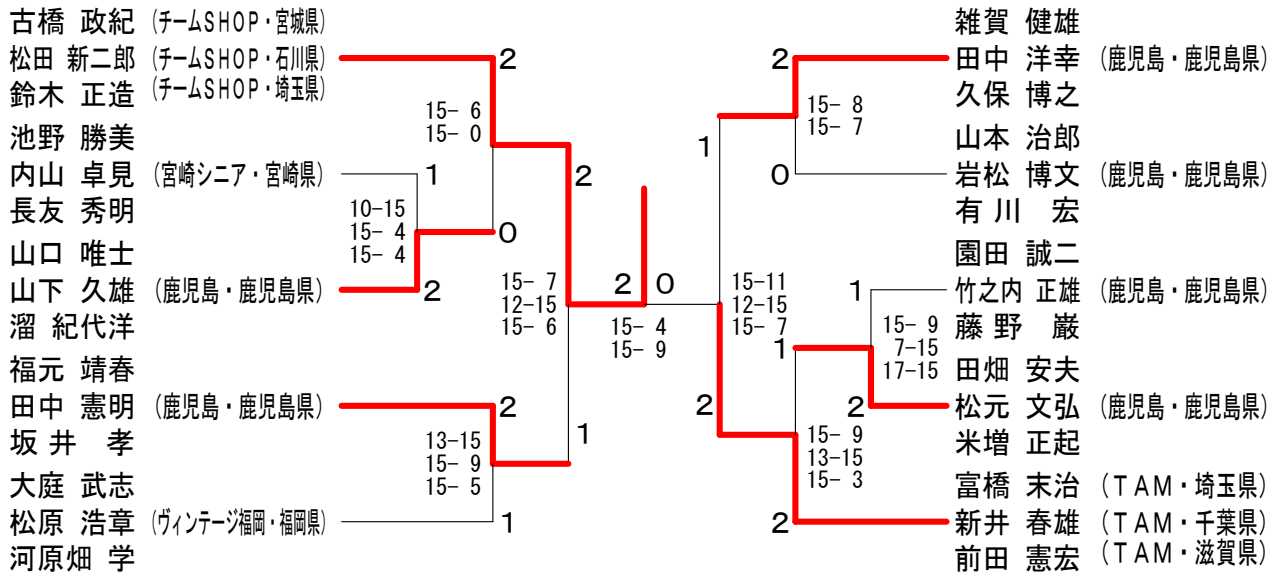 古橋 政紀 (チームSHOP・宮城県)
松田 新二郎 (チームSHOP・石川県)
鈴木 正造 (チームSHOP・埼玉県)
池野 勝美
内山 卓見 (宮崎シニア・宮崎県)
長友 秀明
山口 唯士
山下 久雄 (鹿児島・鹿児島県)
溜 紀代洋
福元 靖春
田中 憲明 (鹿児島・鹿児島県)
坂井 孝
大庭 武志
松原 浩章 (ヴィンテージ福岡・福岡県)
河原畑 学
2
15- 6
15- 0
1
10-15
15- 4
15- 4
0
2
2
15- 7
12-15
15- 6
2
13-15
15- 9
15- 5
1
1
2 0
15- 4
15- 9
2
15- 8
15- 7
1
0
15-11
12-15
15- 7
1
15- 9
7-15
17-15
1
2
2
15- 9
13-15
15- 3
2
雑賀 健雄
田中 洋幸 (鹿児島・鹿児島県)
久保 博之
山本 治郎
岩松 博文 (鹿児島・鹿児島県)
有川 宏
園田 誠二
竹之内 正雄 (鹿児島・鹿児島県)
藤野 巌
田畑 安夫
松元 文弘 (鹿児島・鹿児島県)
米増 正起
富橋 末治 (TAM・埼玉県)
新井 春雄 (TAM・千葉県)
前田 憲宏 (TAM・滋賀県)